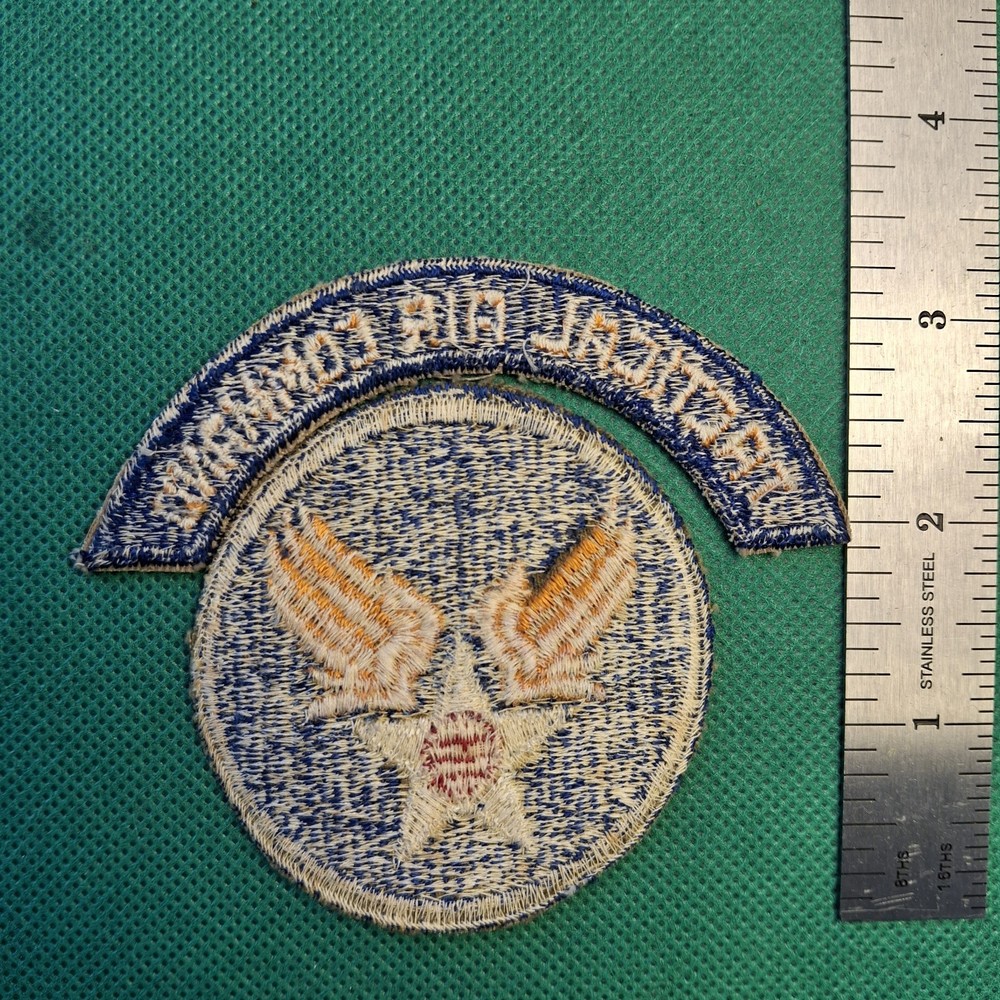 TACTICAL AIR COMMAND
4
3
2
1
STAINLESS STEEL
8THS
16THS